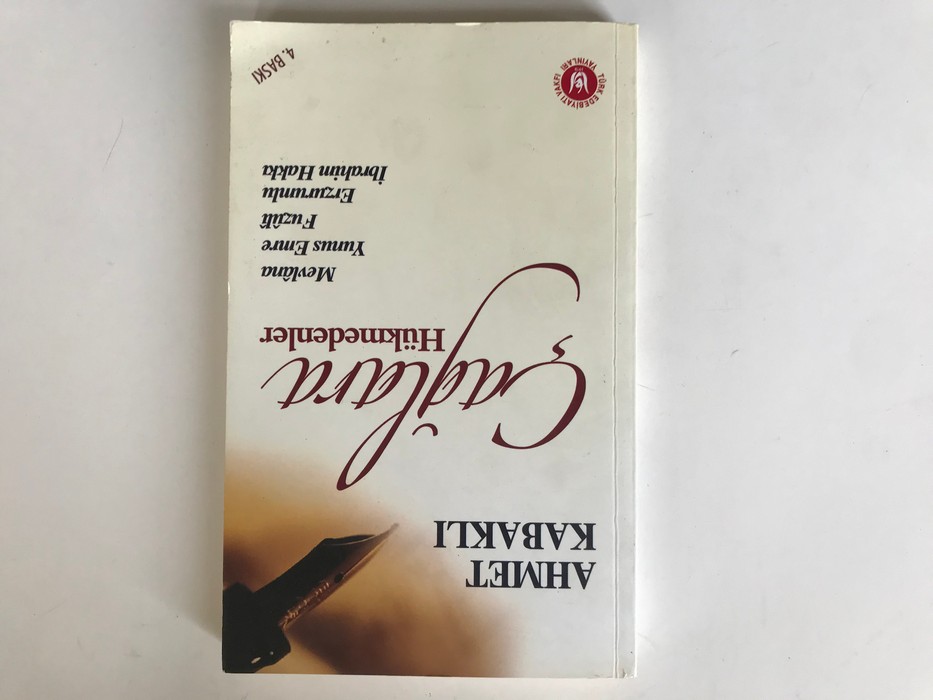 AHMET
KABAKLI
Çağlara
Hükmedenler
Mevlâna
Yunus Emre
Fuzûlî
Erzurumlu
İbrahim Hakkı
TÜRK EDEBİYATI VAKFI
YAYINLARI
4. BASKI